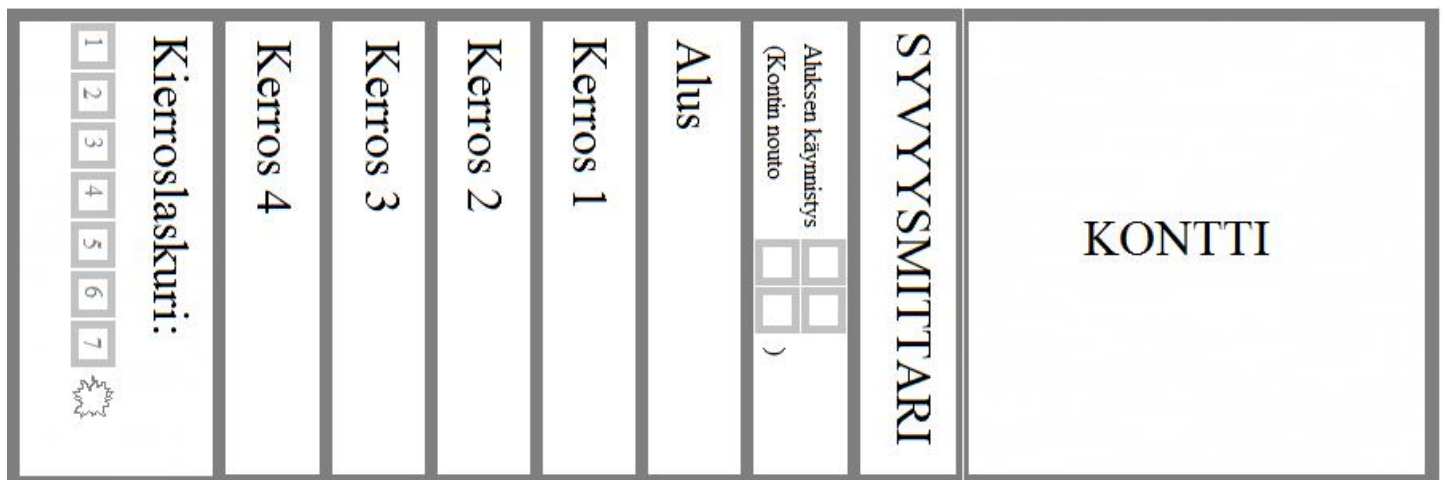 SYVYYSMITTARI
Aluksen käynnistys
(Kontin nouto )
Alus
Kerros 1
Kerros 2
Kerros 3
Kerros 4
Kierroslaskuri:
1 2 3 4 5 6 7
KONTTI